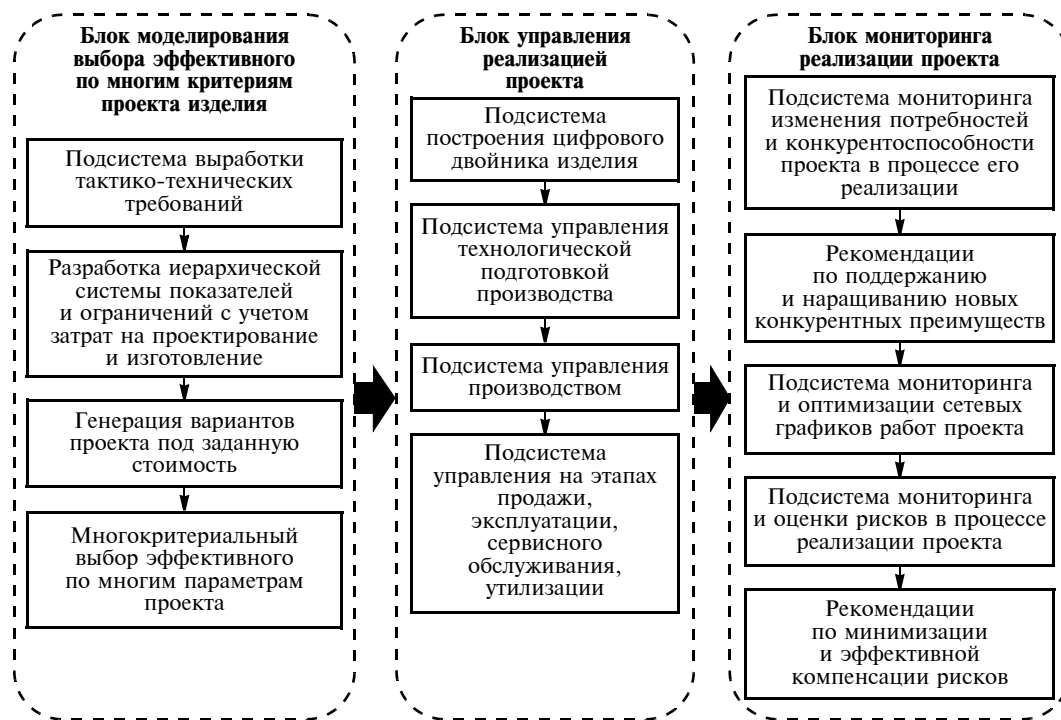 Блок моделирования
выбора эффективного
по многим критериям
проекта изделия
Подсистема выработки
тактико-технических
требований
Разработка иерархической
системы показателей
и ограничений с учетом
затрат на проектирование
и изготовление
Генерация вариантов
проекта под заданную
стоимость
Многокритериальный
выбор эффективного
по многим параметрам
проекта
Блок управления
реализацией
проекта
Подсистема
построения цифрового
двойника изделия
Подсистема управления
технологической
подготовкой
производства
Подсистема управления
производством
Подсистема
управления на этапах
продажи,
эксплуатации,
сервисного
обслуживания,
утилизации
Блок мониторинга
реализации проекта
Подсистема мониторинга
изменения потребностей
и конкурентоспособности
проекта в процессе его
реализации
Рекомендации
по поддержанию
и наращиванию новых
конкурентных преимуществ
Подсистема мониторинга
и оптимизации сетевых
графиков работ проекта
Подсистема мониторинга
и оценки рисков в процессе
реализации проекта
Рекомендации
по минимизации
и эффективной
компенсации рисков